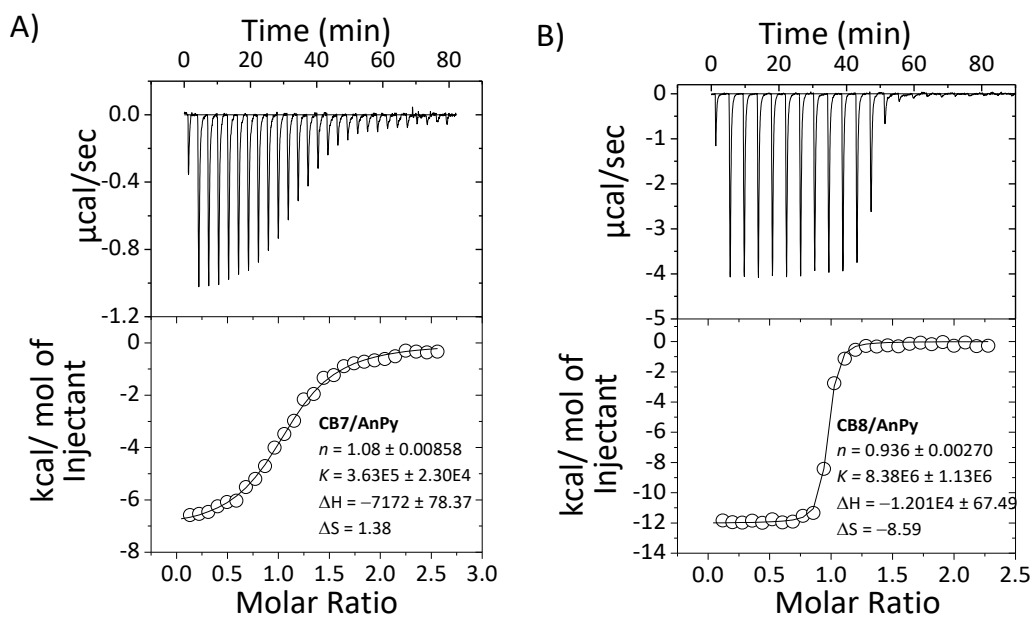 A)
Time (min)
0 20 40 60 80
0.0
-0.4
-0.8
-1.2
µcal/sec
0
-2
-4
-6
-8
kcal/ mol of
Injectant
CB7/AnPy
n = 1.08 ± 0.00858
K = 3.63E5 ± 2.30E4
ΔH = −7172 ± 78.37
ΔS = 1.38
0.0 0.5 1.0 1.5 2.0 2.5 3.0
Molar Ratio
B)
Time (min)
0 20 40 60 80
0
-1
-2
-3
-4
-5
µcal/sec
0
-2
-4
-6
-8
-10
-12
-14
kcal/ mol of
Injectant
CB8/AnPy
n = 0.936 ± 0.00270
K = 8.38E6 ± 1.13E6
ΔH = −1.201E4 ± 67.49
ΔS = −8.59
0.0 0.5 1.0 1.5 2.0 2.5
Molar Ratio